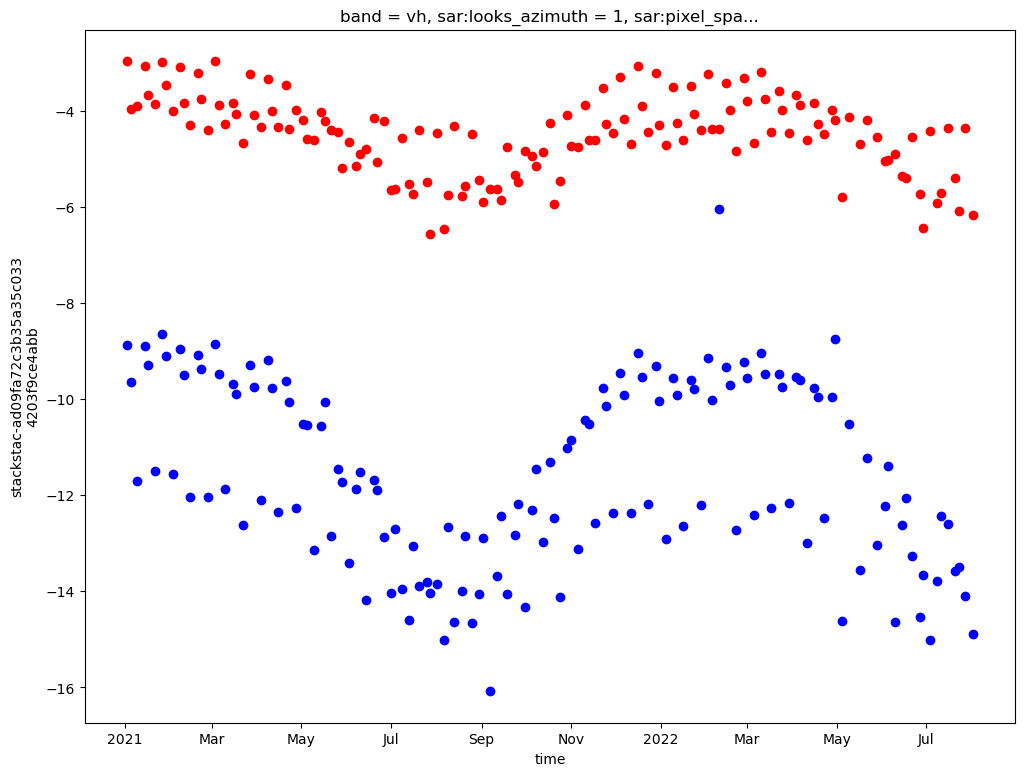 band = vh, sar:looks_azimuth = 1, sar:pixel_spa...
stackstac-ad09fa72c3b35a35c033
4203f9ce4abb
−4
−6
−8
−10
−12
−14
−16
2021
Mar
May
Jul
Sep
Nov
2022
Mar
May
Jul
time